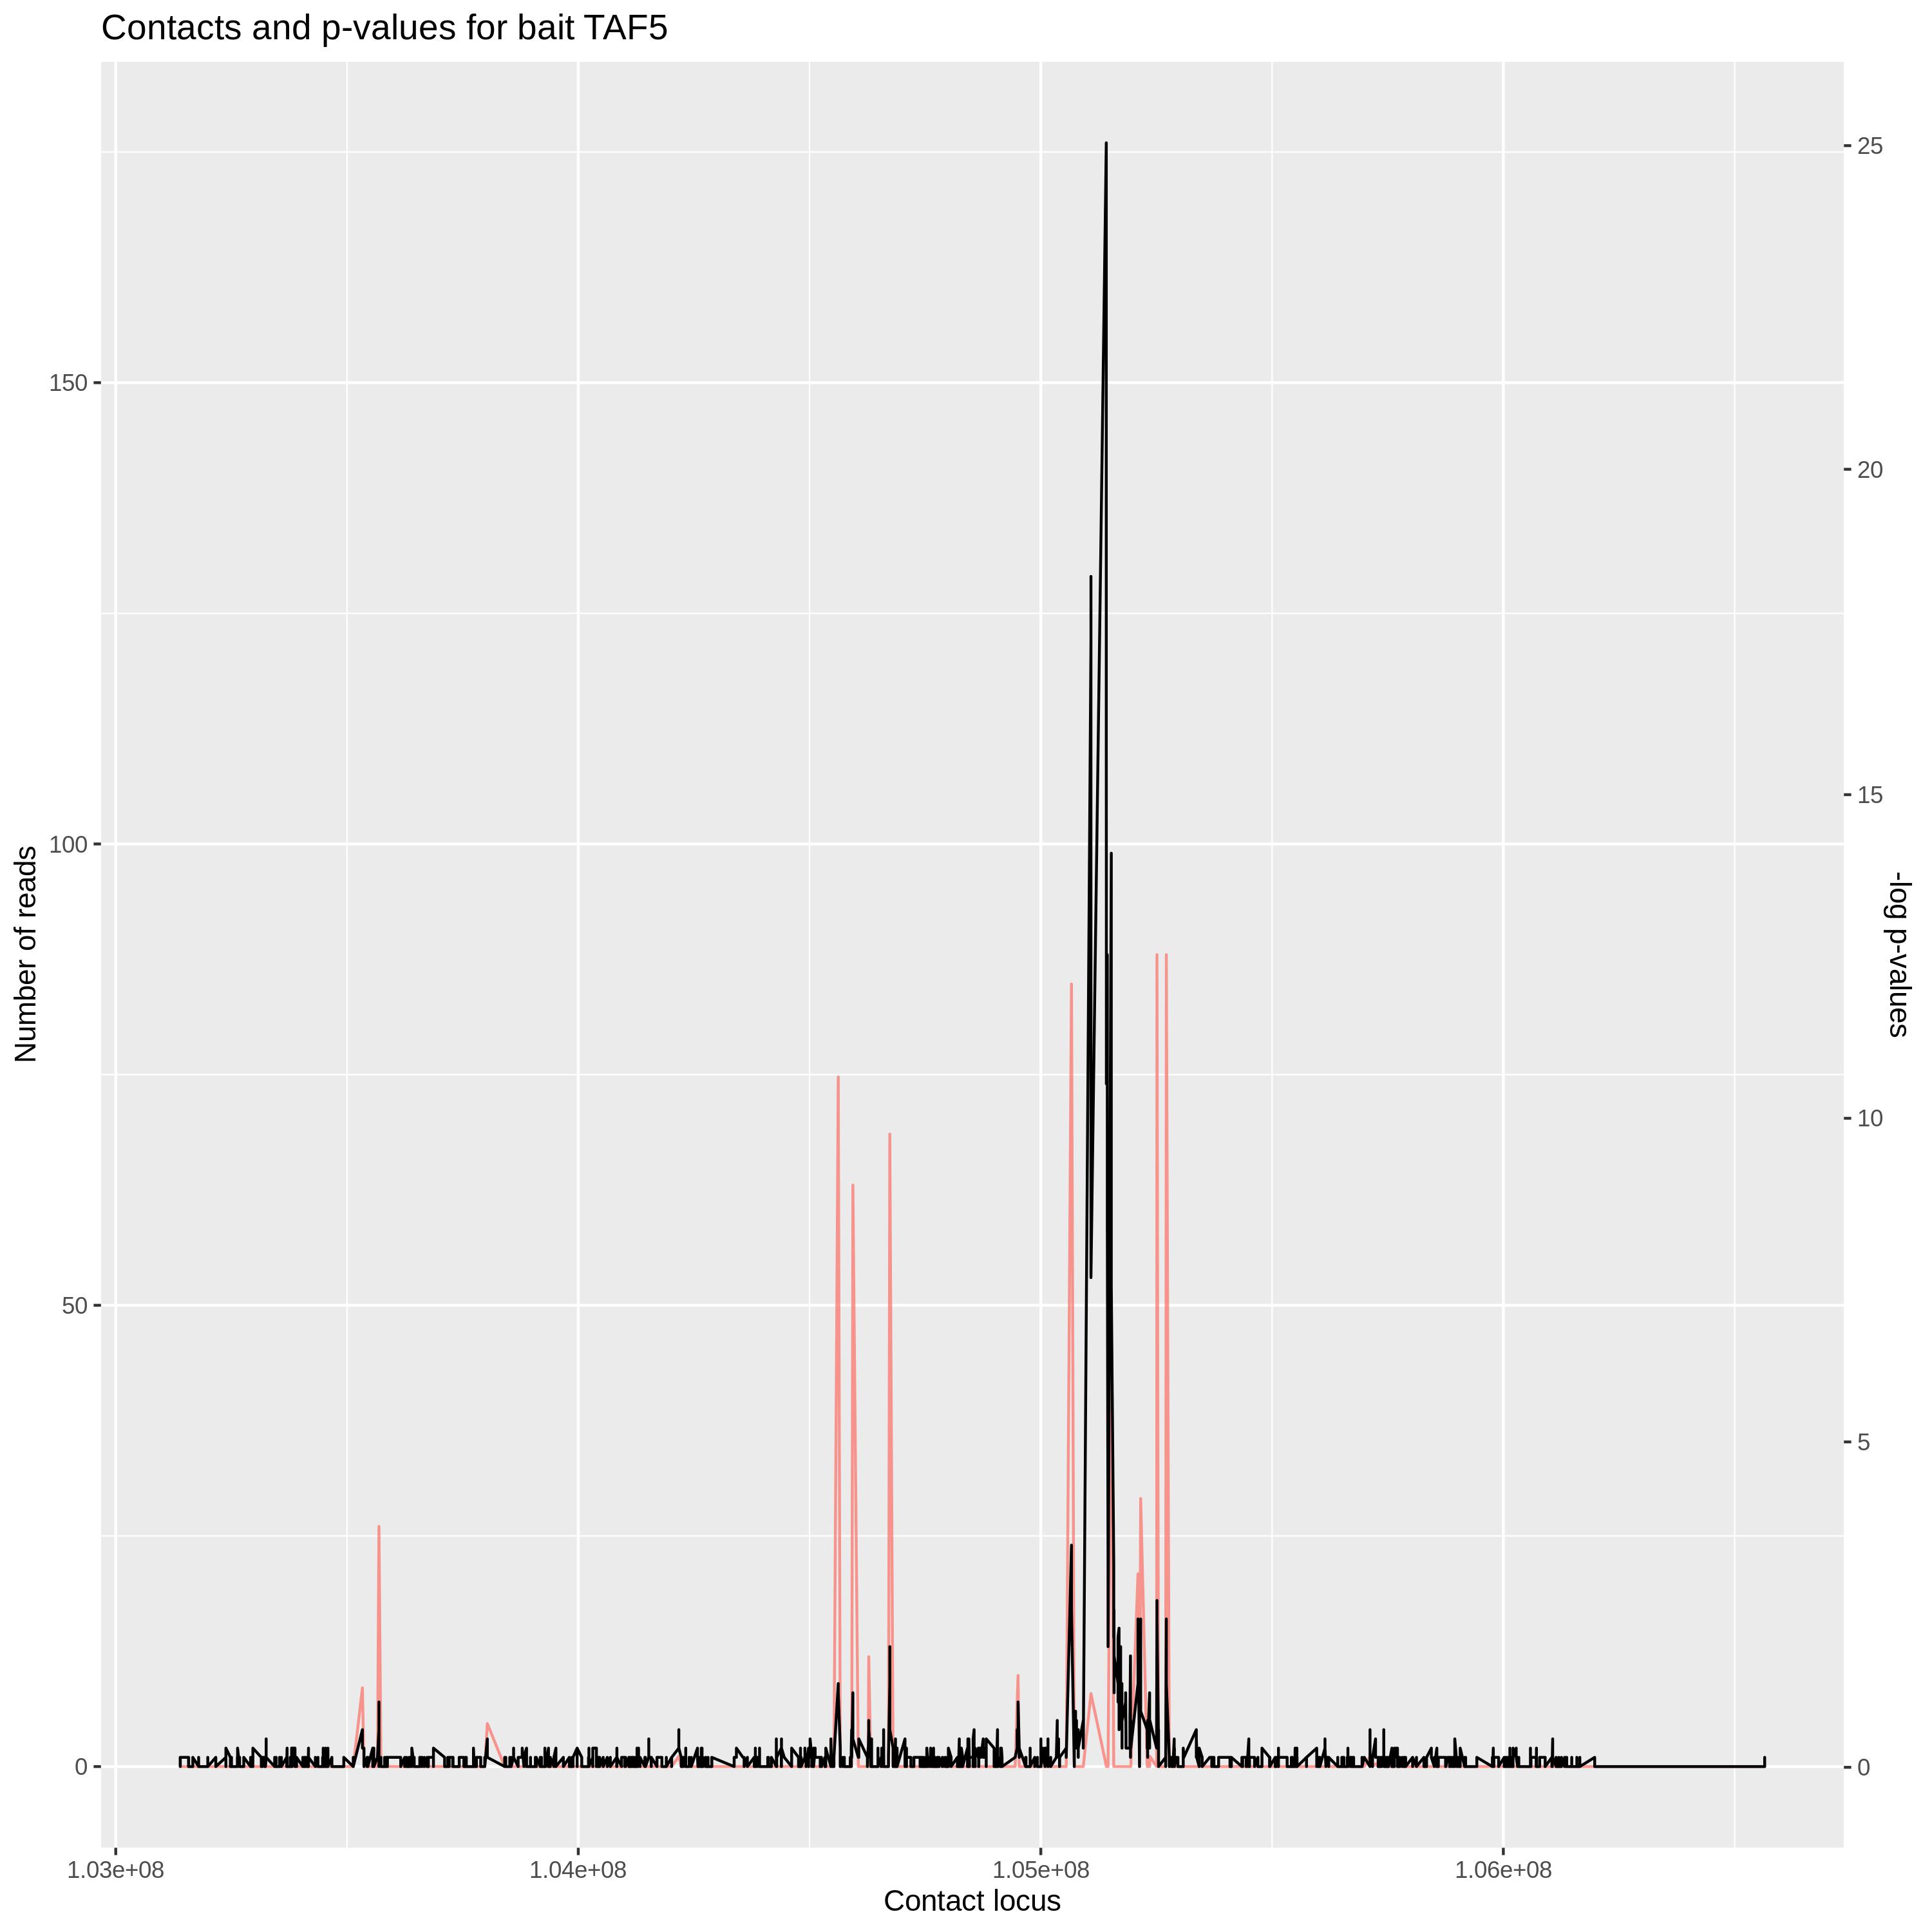 Contacts and p-values for bait TAF5
Number of reads
150
100
50
0
25
20
15
10
5
0
-log p-values
1.03e+08
1.04e+08
1.05e+08
1.06e+08
Contact locus